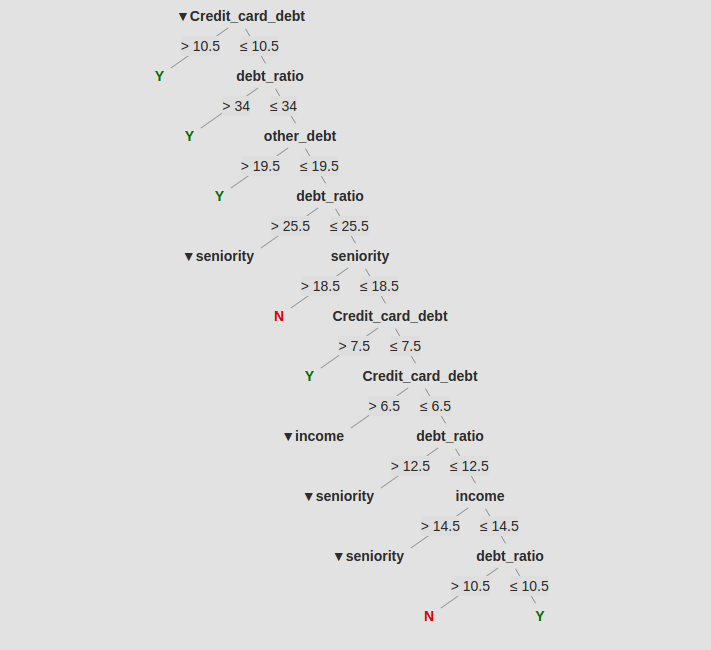 ▼Credit_card_debt
> 10.5 ≤ 10.5
Y debt_ratio
> 34 ≤ 34
Y other_debt
> 19.5 ≤ 19.5
Y debt_ratio
> 25.5 ≤ 25.5
▼seniority seniority
> 18.5 ≤ 18.5
N Credit_card_debt
> 7.5 ≤ 7.5
Y Credit_card_debt
> 6.5 ≤ 6.5
▼income debt_ratio
> 12.5 ≤ 12.5
▼seniority income
> 14.5 ≤ 14.5
▼seniority debt_ratio
> 10.5 ≤ 10.5
N Y